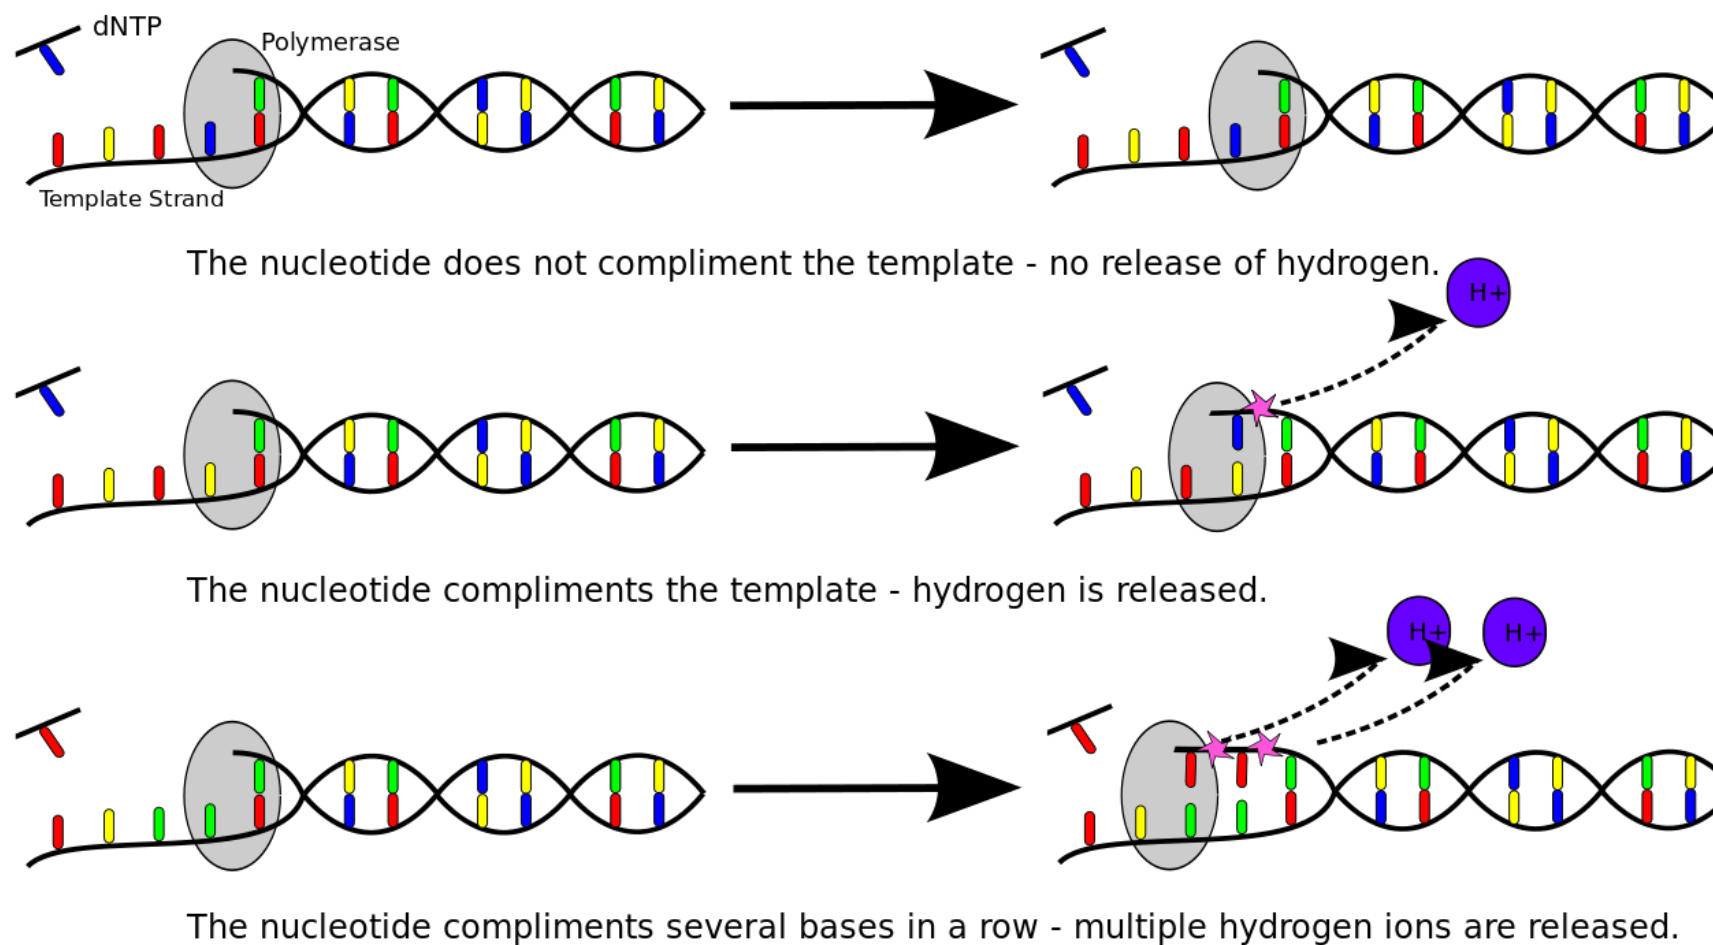 dNTP
Polymerase
Template Strand
The nucleotide does not compliment the template - no release of hydrogen.
H+
The nucleotide compliments the template - hydrogen is released.
H+
H+
The nucleotide compliments several bases in a row - multiple hydrogen ions are released.